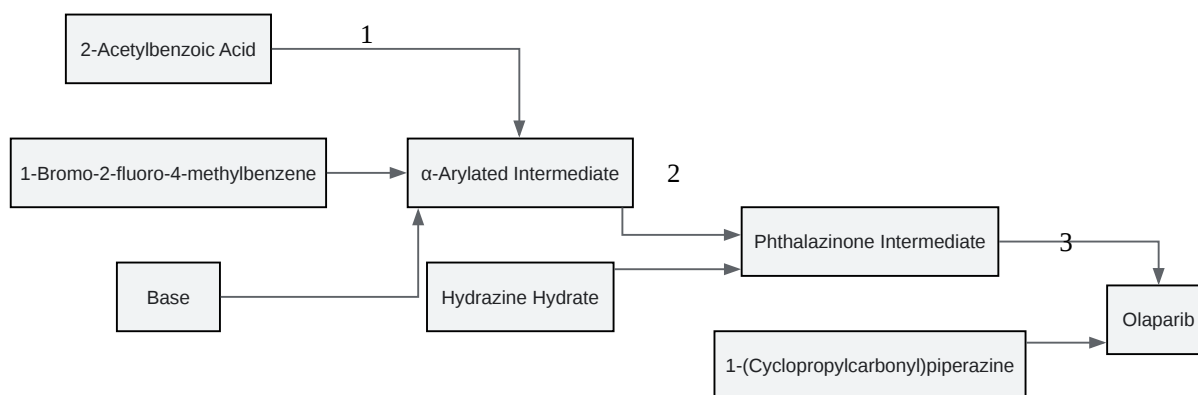 2-Acetylbenzoic Acid
1
1-Bromo-2-fluoro-4-methylbenzene
α-Arylated Intermediate
2
Base
Hydrazine Hydrate
Phthalazinone Intermediate
3
Olaparib
1-(Cyclopropylcarbonyl)piperazine